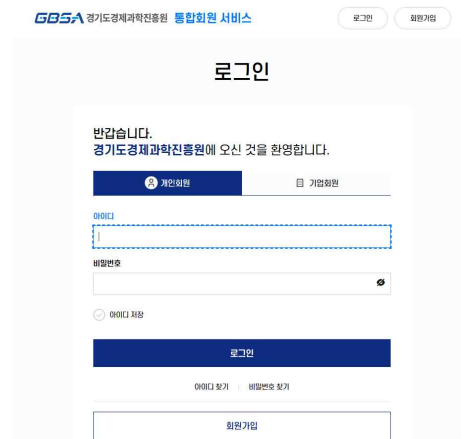 GBSA 경기도경제과학진흥원 통합회원 서비스
로그인 회원가입
로그인
반갑습니다.
경기도경제과학진흥원에 오신 것을 환영합니다.
개인회원 기업회원
아이디
비밀번호
아이디 저장
로그인
아이디 찾기 비밀번호 찾기
회원가입